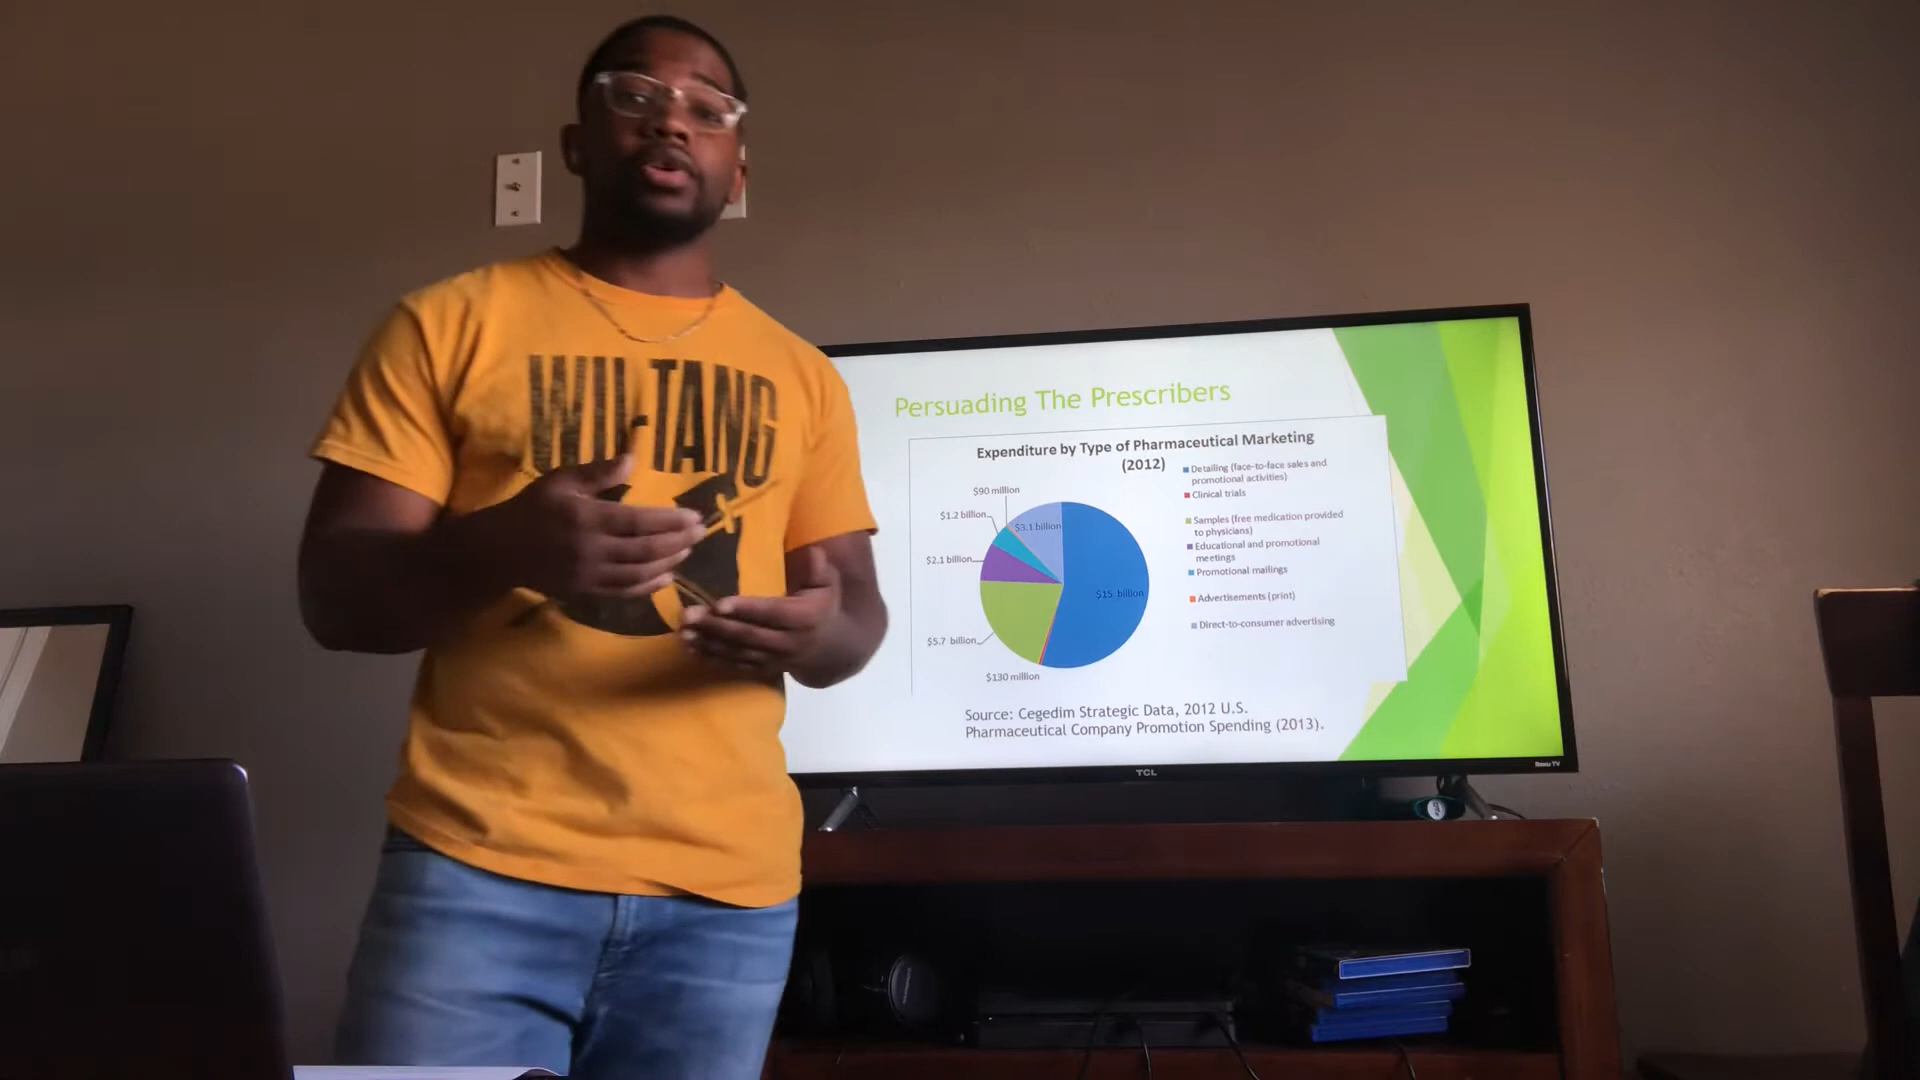 WU-TANG
Persuading The Prescribers
Expenditure by Type of Pharmaceutical Marketing
(2012)
$90 million
$1.2 billion
$3.1 billion
$2.1 billion
$15 billion
$5.7 billion
$130 million
Detailing (face-to-face sales and
promotional activities)
Clinical trials
Samples (free medication provided
to physicians)
Educational and promotional
meetings
Promotional mailings
Advertisements (print)
Direct-to-consumer advertising
Source: Cegedim Strategic Data, 2012 U.S.
Pharmaceutical Company Promotion Spending (2013).
TCL
Roku TV